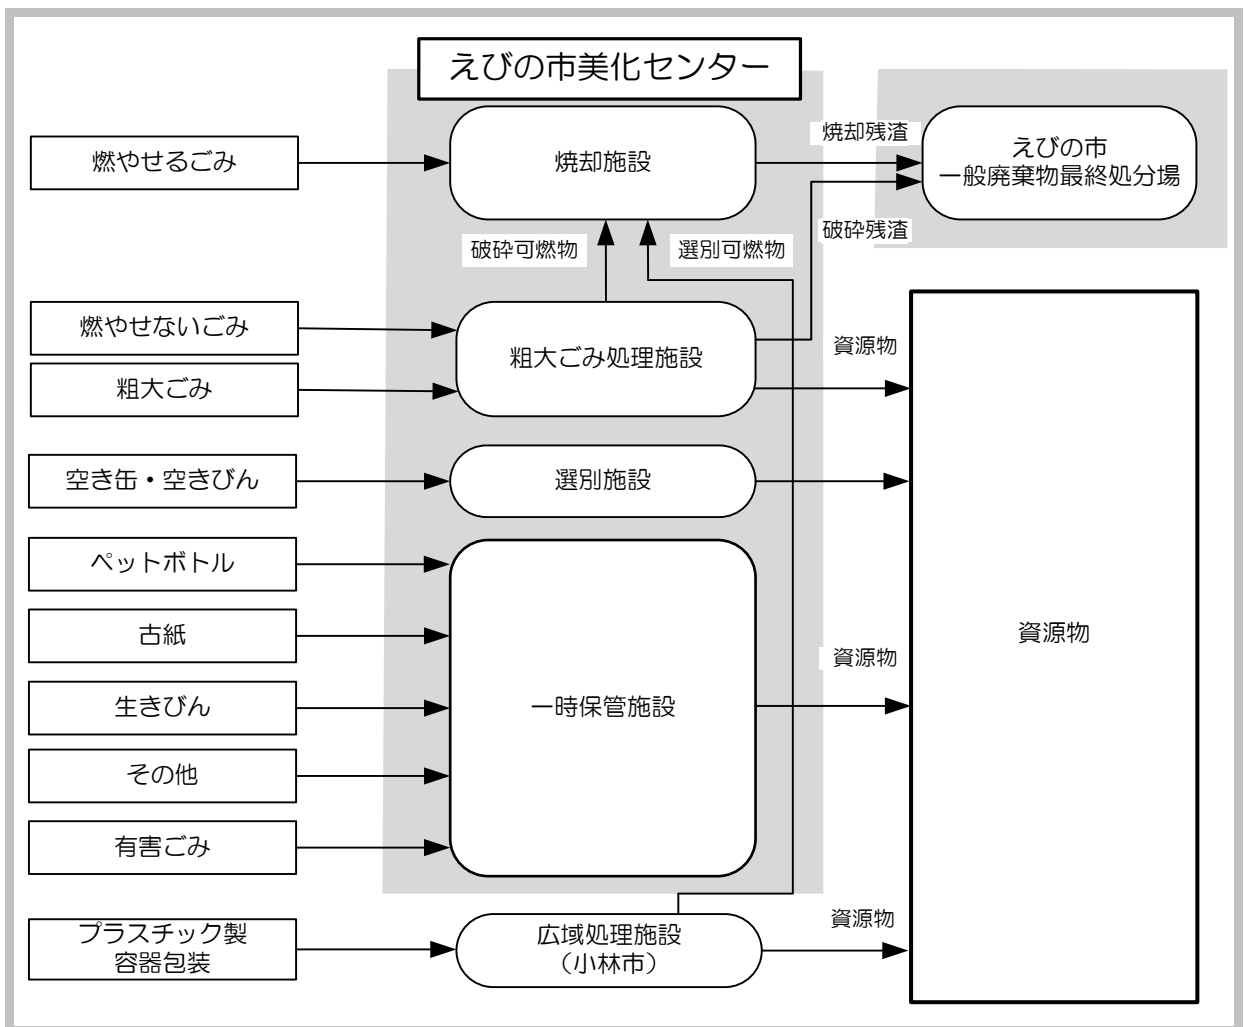 えびの市美化センター
燃やせるごみ
焼却施設
焼却残渣
えびの市
一般廃棄物最終処分場
破砕可燃物
選別可燃物
破砕残渣
燃やせないごみ
粗大ごみ
粗大ごみ処理施設
資源物
空き缶・空きびん
選別施設
ペットボトル
古紙
生きびん
その他
有害ごみ
一時保管施設
資源物
資源物
プラスチック製
容器包装
広域処理施設
（小林市）
資源物